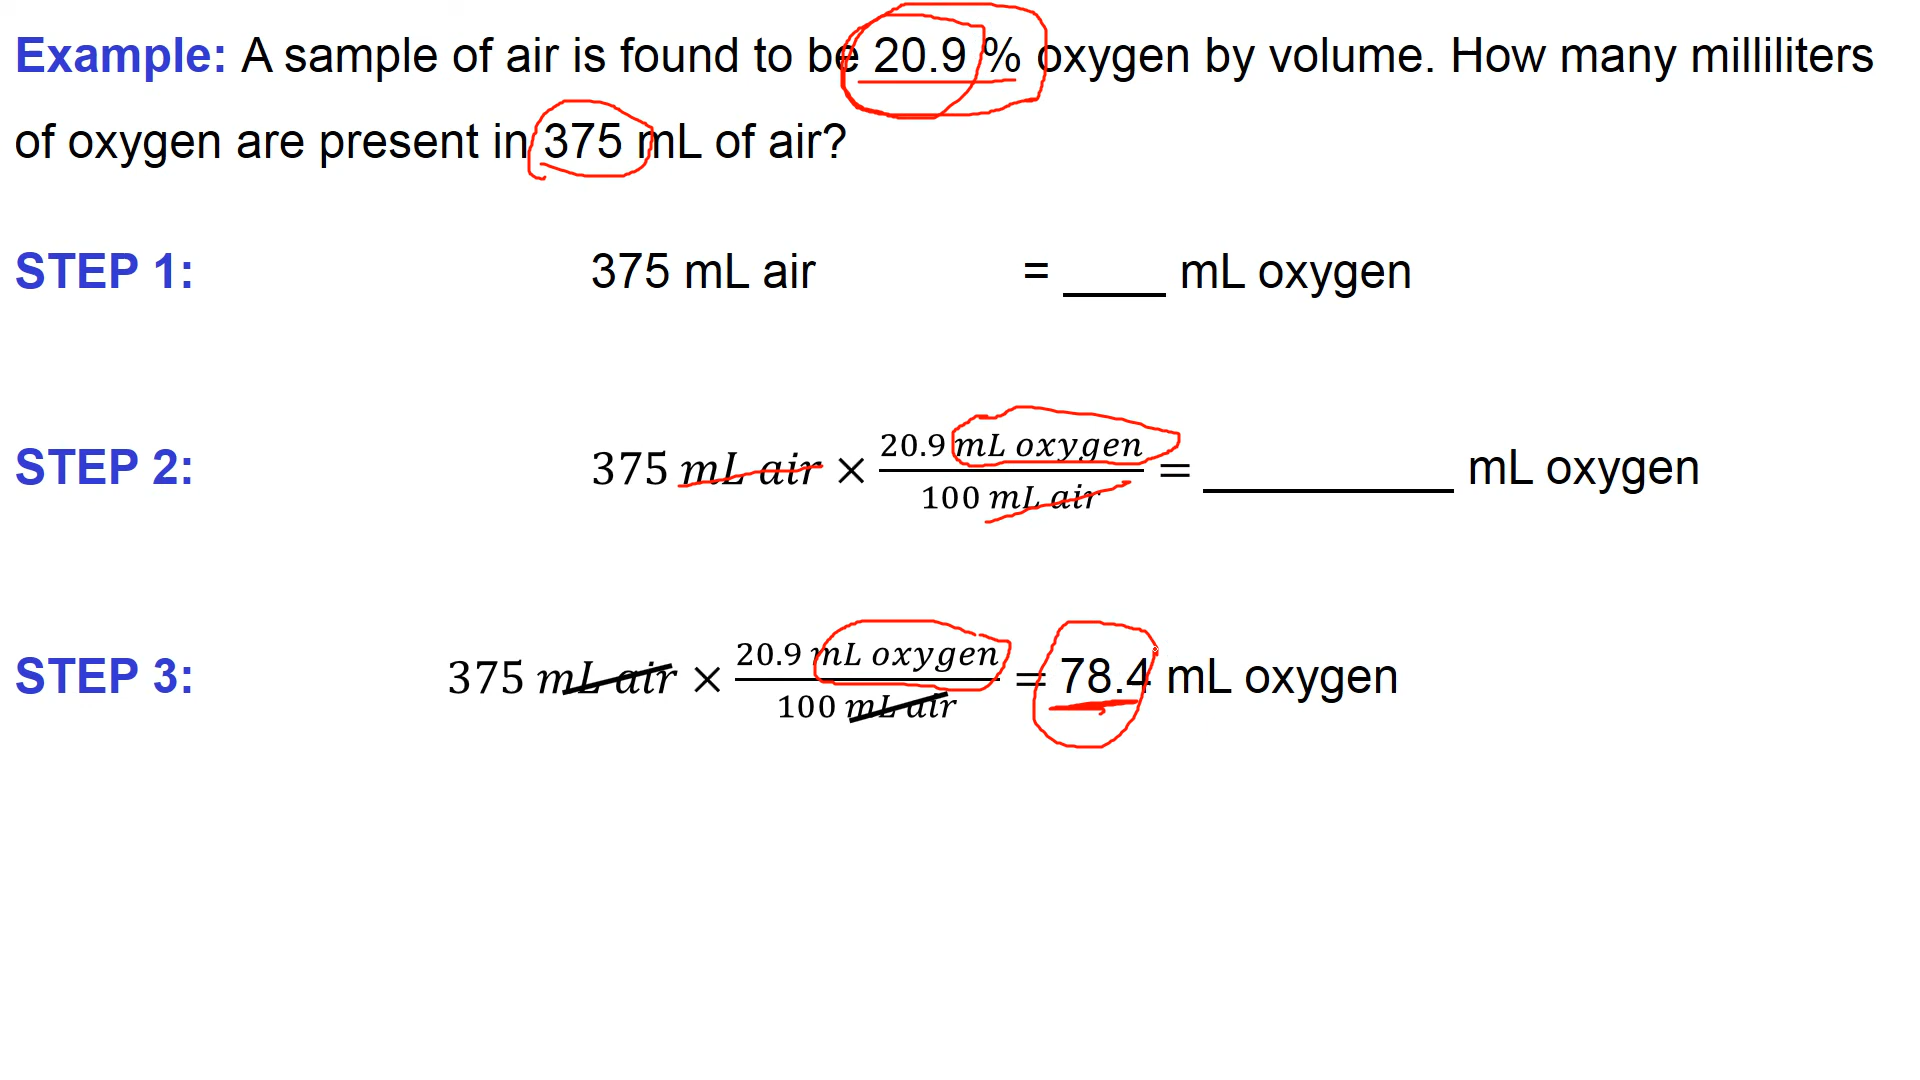 Example: A sample of air is found to be 20.9 % oxygen by volume. How many milliliters
of oxygen are present in 375 mL of air?
STEP 1: 375 mL air = ____ mL oxygen
STEP 2: 375 mL air × 20.9 mL oxygen / 100 mL air = __________ mL oxygen
STEP 3: 375 mL air × 20.9 mL oxygen / 100 mL air = 78.4 mL oxygen